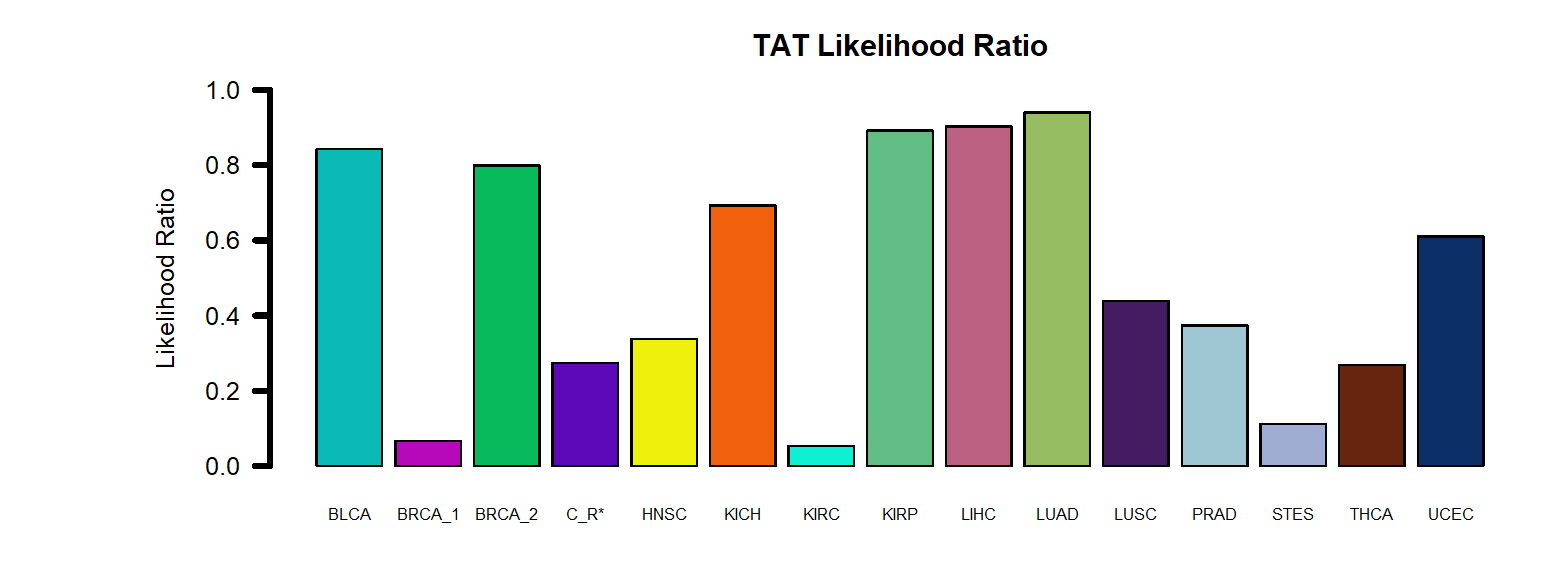 TAT Likelihood Ratio
Likelihood Ratio
1.0
0.8
0.6
0.4
0.2
0.0
BLCA BRCA_1 BRCA_2 C_R* HNSC KICH KIRC KIRP LIHC LUAD LUSC PRAD STES THCA UCEC